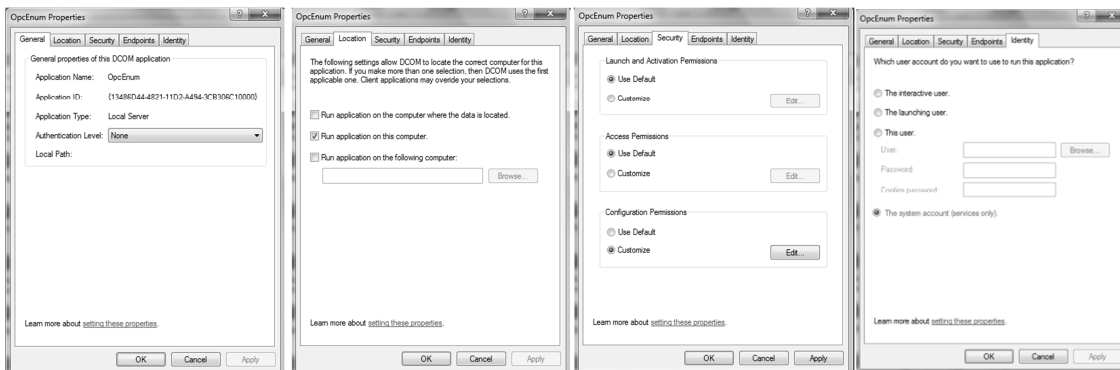 OpcEnum Properties
General Location Security Endpoints Identity
General properties of this DCOM application
Application Name: OpcEnum
Application ID: {13486D44-4821-11D2-A494-3CB306C10000}
Application Type: Local Server
Authentication Level: None
Local Path:
Learn more about setting these properties.
OK Cancel Apply
OpcEnum Properties
General Location Security Endpoints Identity
The following settings allow DCOM to locate the correct computer for this
application. If you make more than one selection, then DCOM uses the first
applicable one. Client applications may overide your selections.
Run application on the computer where the data is located.
Run application on this computer.
Run application on the following computer:
Browse...
Learn more about setting these properties.
OK Cancel Apply
OpcEnum Properties
General Location Security Endpoints Identity
Launch and Activation Permissions
Use Default
Customize Edit...
Access Permissions
Use Default
Customize Edit...
Configuration Permissions
Use Default
Customize Edit...
Learn more about setting these properties.
OK Cancel Apply
OpcEnum Properties
General Location Security Endpoints Identity
Which user account do you want to use to run this application?
The interactive user.
The launching user.
This user.
User: Browse...
Password:
Confirm password:
The system account (services only).
Learn more about setting these properties.
OK Cancel Apply